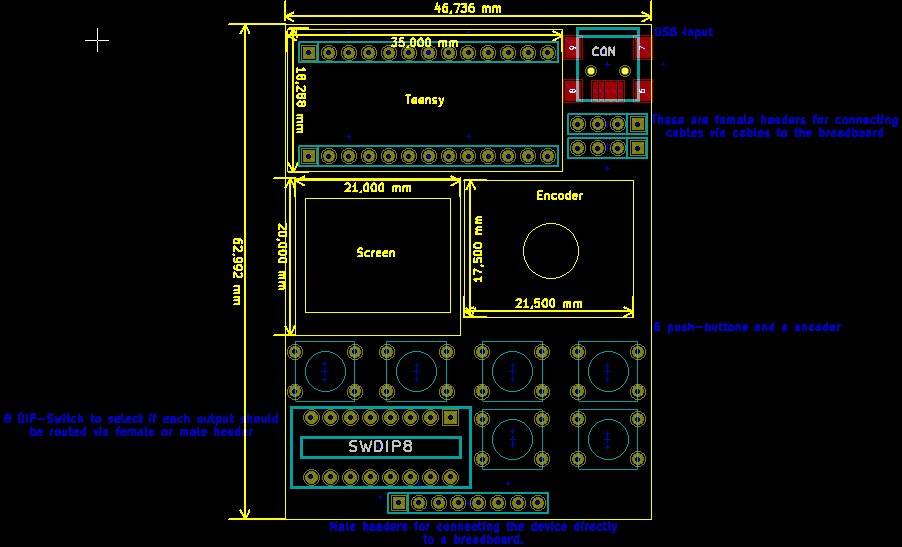 46,736 mm
USB input
35,000 mm
CON
9
7
18,288 mm
Teensy
8
6
These are female headers for connecting
cables via cables to the breadboard
21,000 mm
Encoder
62,992 mm
20,000 mm
Screen
17,500 mm
21,500 mm
6 push-buttons and a encoder
8 DIP-Switch to select if each output should
be routed via female or male header
SWDIP8
Male headers for connecting the device directly
to a breadboard.